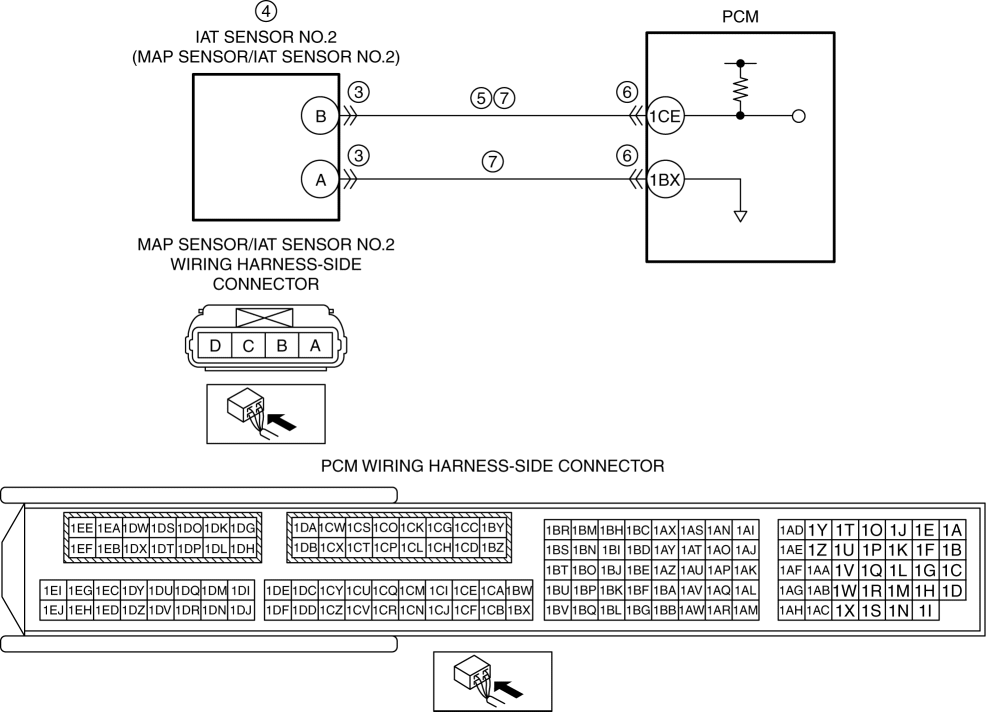 ④
IAT SENSOR NO.2
(MAP SENSOR/IAT SENSOR NO.2)
PCM
③ ⑤⑦ ⑥
B 1CE
③ ⑦ ⑥
A 1BX
MAP SENSOR/IAT SENSOR NO.2
WIRING HARNESS-SIDE
CONNECTOR
D C B A
PCM WIRING HARNESS-SIDE CONNECTOR
1EE 1EA 1DW 1DS 1DO 1DK 1DG 1DA 1CW 1CS 1CO 1CK 1CG 1CC 1BY 1BR 1BM 1BH 1BC 1AX 1AS 1AN 1AI 1AD 1Y 1T 1O 1J 1E 1A
1EF 1EB 1DX 1DT 1DP 1DL 1DH 1DB 1CX 1CT 1CP 1CL 1CH 1CD 1BZ 1BS 1BN 1BI 1BD 1AY 1AT 1AO 1AJ 1AE 1Z 1U 1P 1K 1F 1B
1BT 1BO 1BJ 1BE 1AZ 1AU 1AP 1AK 1AF 1AA 1V 1Q 1L 1G 1C
1EI 1EG 1EC 1DY 1DU 1DQ 1DM 1DI 1DE 1DC 1CY 1CU 1CQ 1CM 1CI 1CE 1CA 1BW 1BU 1BP 1BK 1BF 1BA 1AV 1AQ 1AL 1AG 1AB 1W 1R 1M 1H 1D
1EJ 1EH 1ED 1DZ 1DV 1DR 1DN 1DJ 1DF 1DD 1CZ 1CV 1CR 1CN 1CJ 1CF 1CB 1BX 1BV 1BQ 1BL 1BG 1BB 1AW 1AR 1AM 1AH 1AC 1X 1S 1N 1I